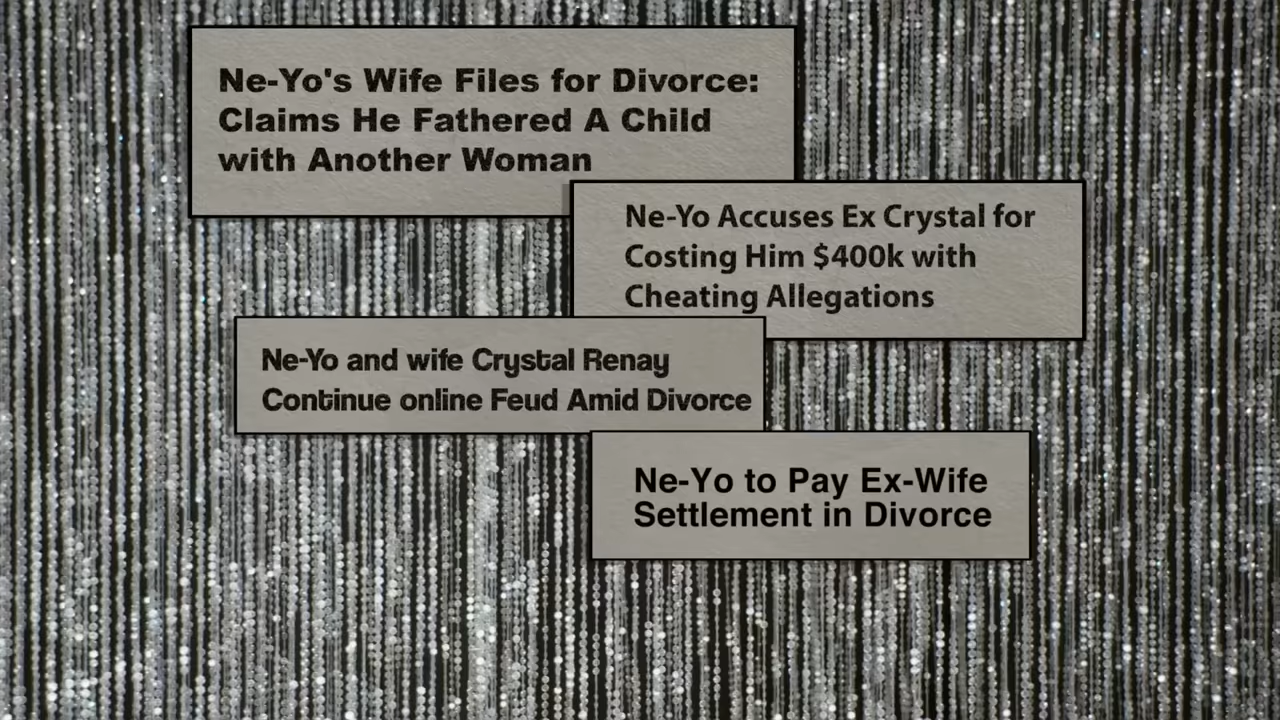 Ne-Yo's Wife Files for Divorce:
Claims He Fathered A Child
with Another Woman
Ne-Yo Accuses Ex Crystal for
Costing Him $400k with
Cheating Allegations
Ne-Yo and wife Crystal Renay
Continue online Feud Amid Divorce
Ne-Yo to Pay Ex-Wife
Settlement in Divorce